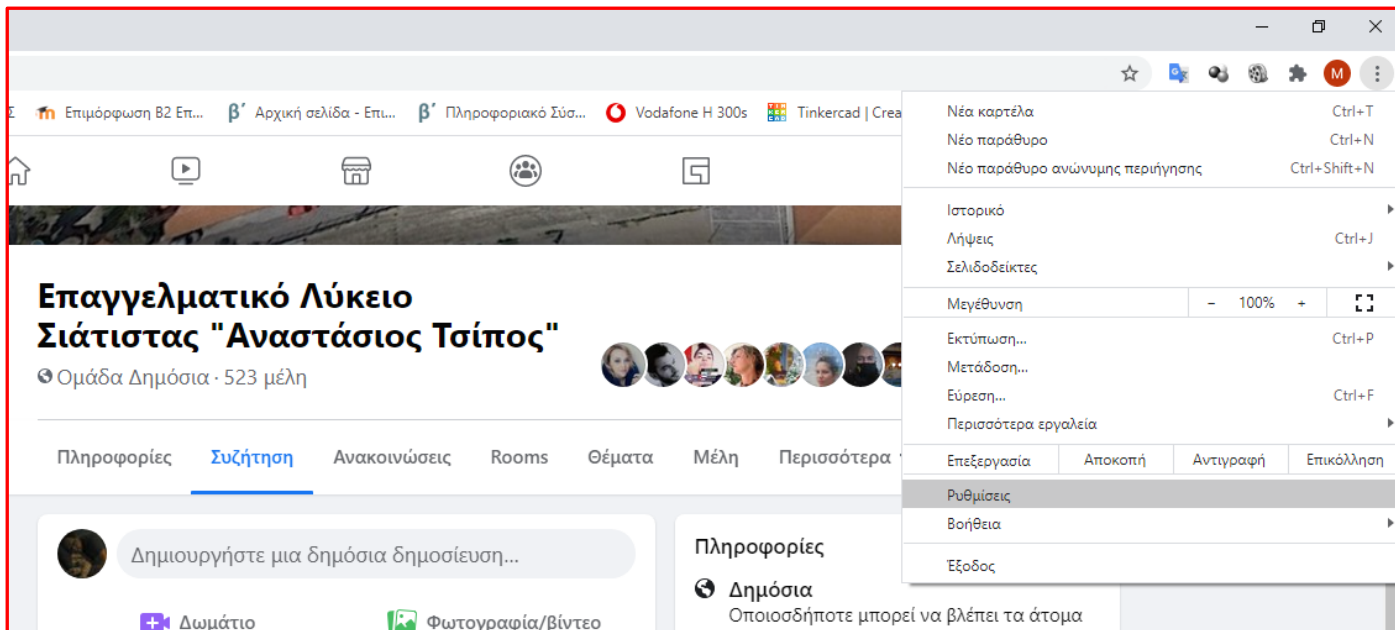 M
Σ Επιμόρφωση Β2 Επ... β΄ Αρχική σελίδα - Επι... β΄ Πληροφοριακό Σύσ... Vodafone H 300s Tinkercad | Crea
Επαγγελματικό Λύκειο
Σιάτιστας "Αναστάσιος Τσίπος"
Ομάδα Δημόσια · 523 μέλη
Πληροφορίες Συζήτηση Ανακοινώσεις Rooms Θέματα Μέλη Περισσότερα
Δημιουργήστε μια δημόσια δημοσίευση...
Δωμάτιο Φωτογραφία/βίντεο
Πληροφορίες
Δημόσια
Οποιοσδήποτε μπορεί να βλέπει τα άτομα
Νέα καρτέλα Ctrl+T
Νέο παράθυρο Ctrl+N
Νέο παράθυρο ανώνυμης περιήγησης Ctrl+Shift+N
Ιστορικό
Λήψεις Ctrl+J
Σελιδοδείκτες
Μεγέθυνση - 100% +
Εκτύπωση... Ctrl+P
Μετάδοση...
Εύρεση... Ctrl+F
Περισσότερα εργαλεία
Επεξεργασία Αποκοπή Αντιγραφή Επικόλληση
Ρυθμίσεις
Βοήθεια
Έξοδος